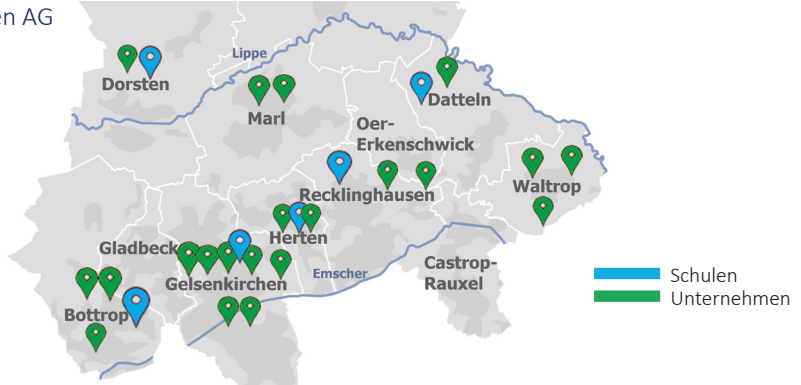 en AG
Lippe
Dorsten
Marl
Datteln
Oer-
Erkenschwick
Waltrop
Recklinghausen
Herten
Gladbeck
Gelsenkirchen
Emscher
Castrop-
Rauxel
Bottrop
Schulen
Unternehmen